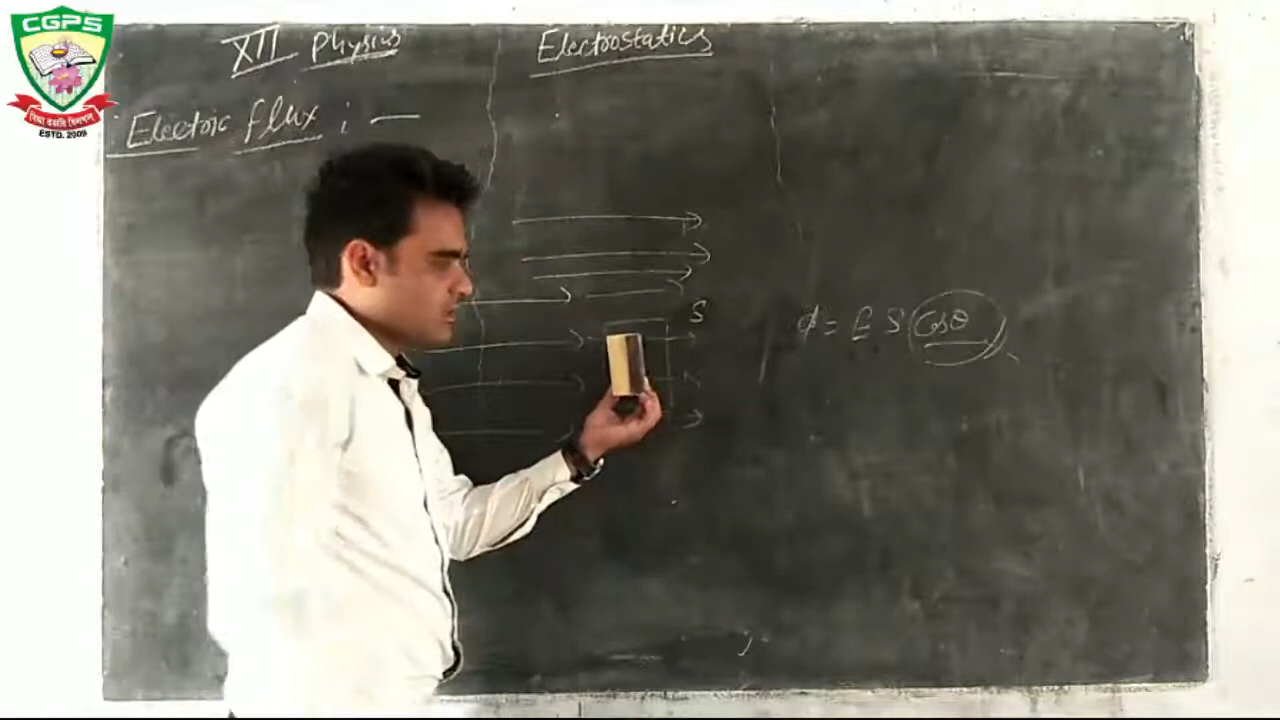 CGPS
ESTD. 2009
XII Physics
Electrostatics
Electric flux : —
S
φ = E S Cosθ